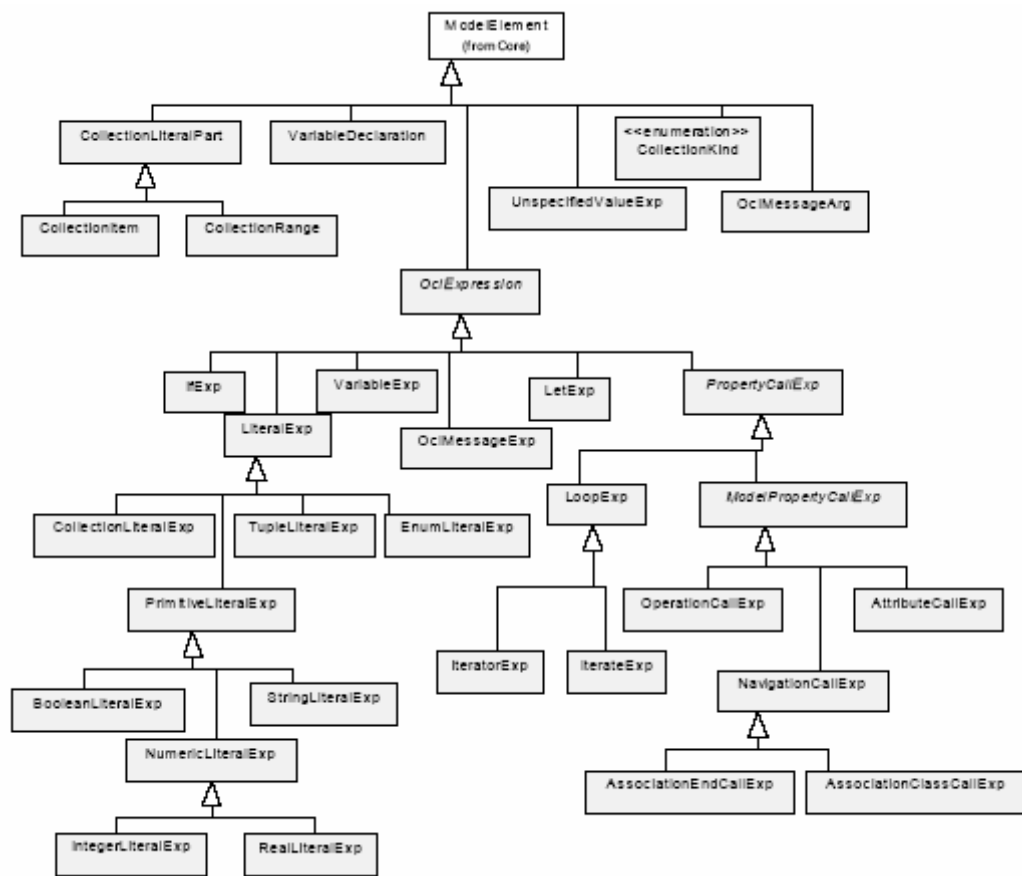 ModelElement
(from Core)
CollectionLiteralPart
VariableDeclaration
<<enumeration>>
CollectionKind
UnspecifiedValueExp
OclMessageArg
CollectionItem
CollectionRange
OclExpression
IfExp
VariableExp
LetExp
PropertyCallExp
LiteralExp
OclMessageExp
LoopExp
ModelPropertyCallExp
CollectionLiteralExp
TupleLiteralExp
EnumLiteralExp
PrimitiveLiteralExp
OperationCallExp
AttributeCallExp
IteratorExp
IterateExp
NavigationCallExp
BooleanLiteralExp
StringLiteralExp
NumericLiteralExp
AssociationEndCallExp
AssociationClassCallExp
IntegerLiteralExp
RealLiteralExp